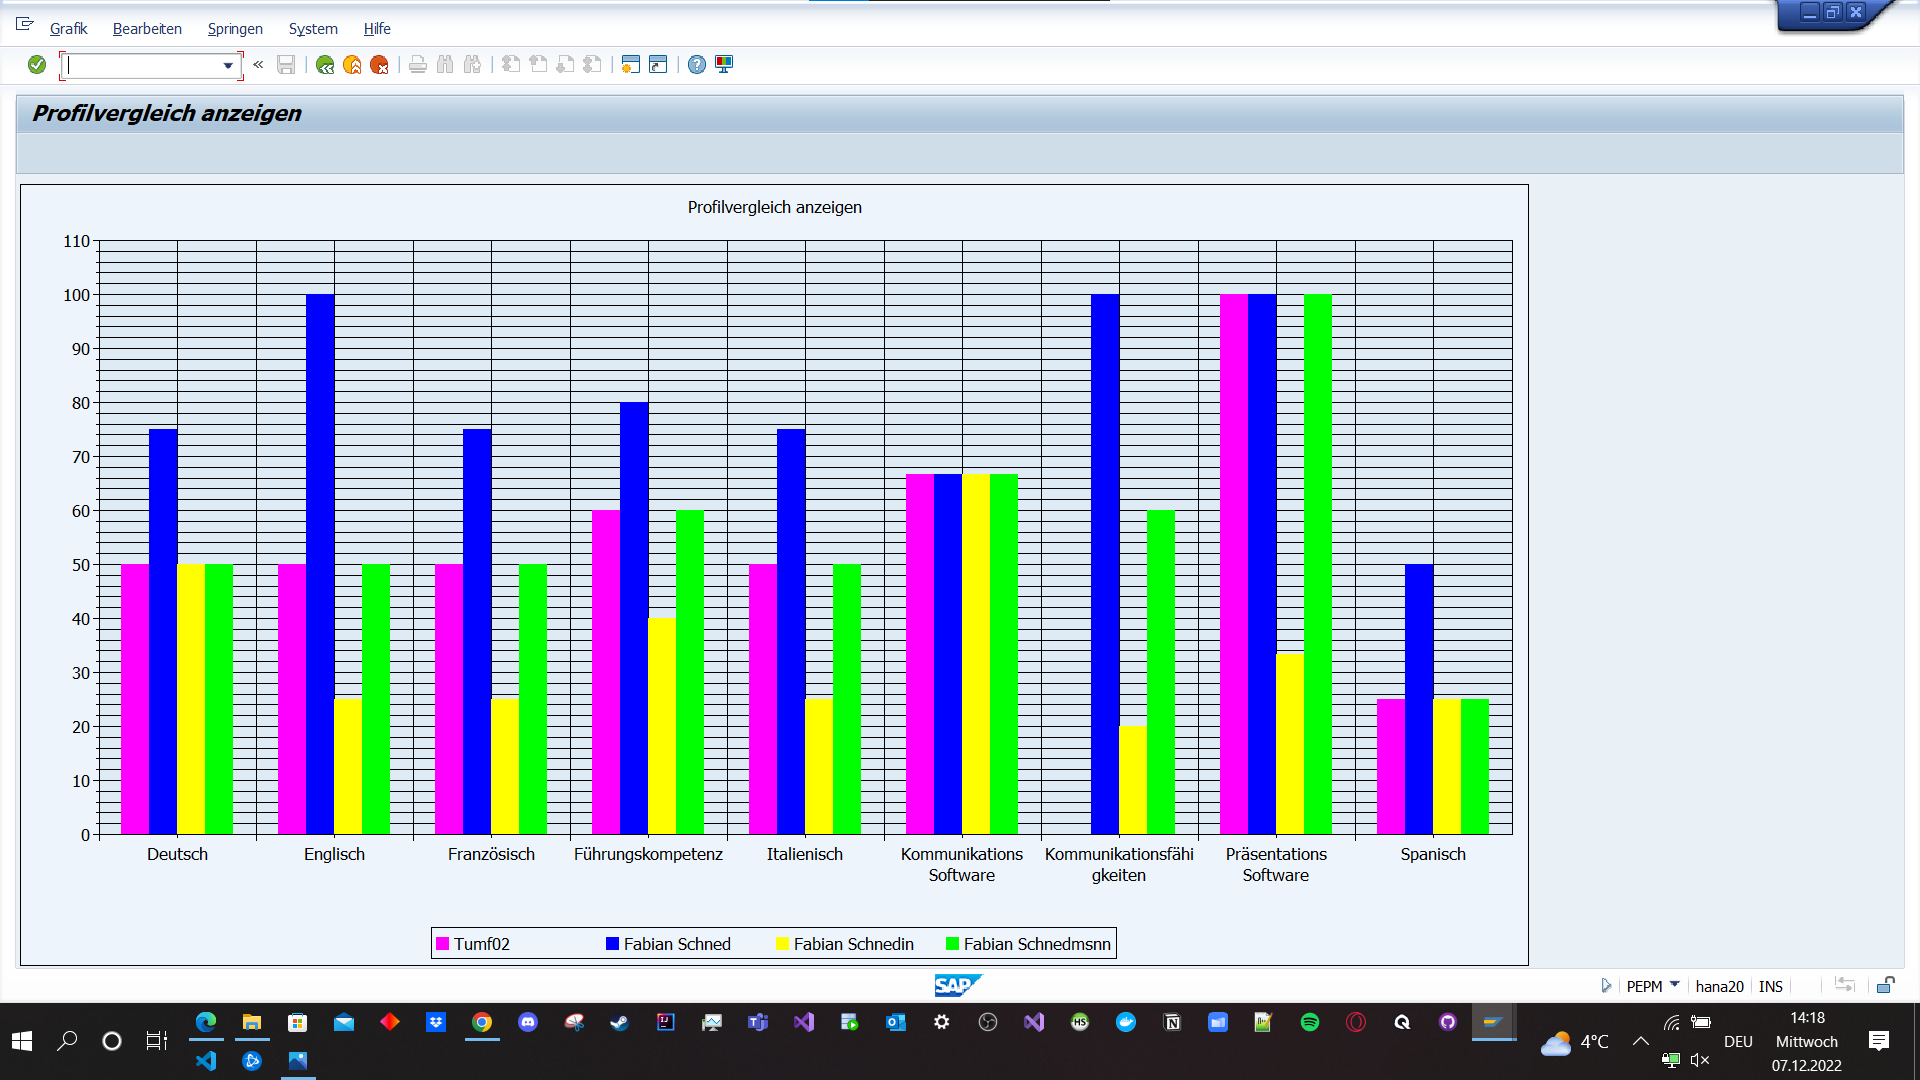 Grafik Bearbeiten Springen System Hilfe
Profilvergleich anzeigen
Profilvergleich anzeigen
110
100
90
80
70
60
50
40
30
20
10
0
Deutsch Englisch Französisch Führungskompetenz Italienisch Kommunikations Kommunikationsfähi Präsentations Spanisch
Software gkeiten Software
Tumf02 Fabian Schned Fabian Schnedin Fabian Schnedmsnn
SAP PEPM hana20 INS
14:18
4°C DEU Mittwoch
07.12.2022